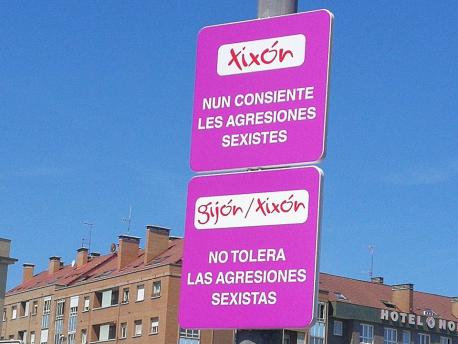 Xixón
NUN CONSIENTE
LES AGRESIONES
SEXISTES
gijón/Xixón
NO TOLERA
LAS AGRESIONES
SEXISTAS
HOTEL